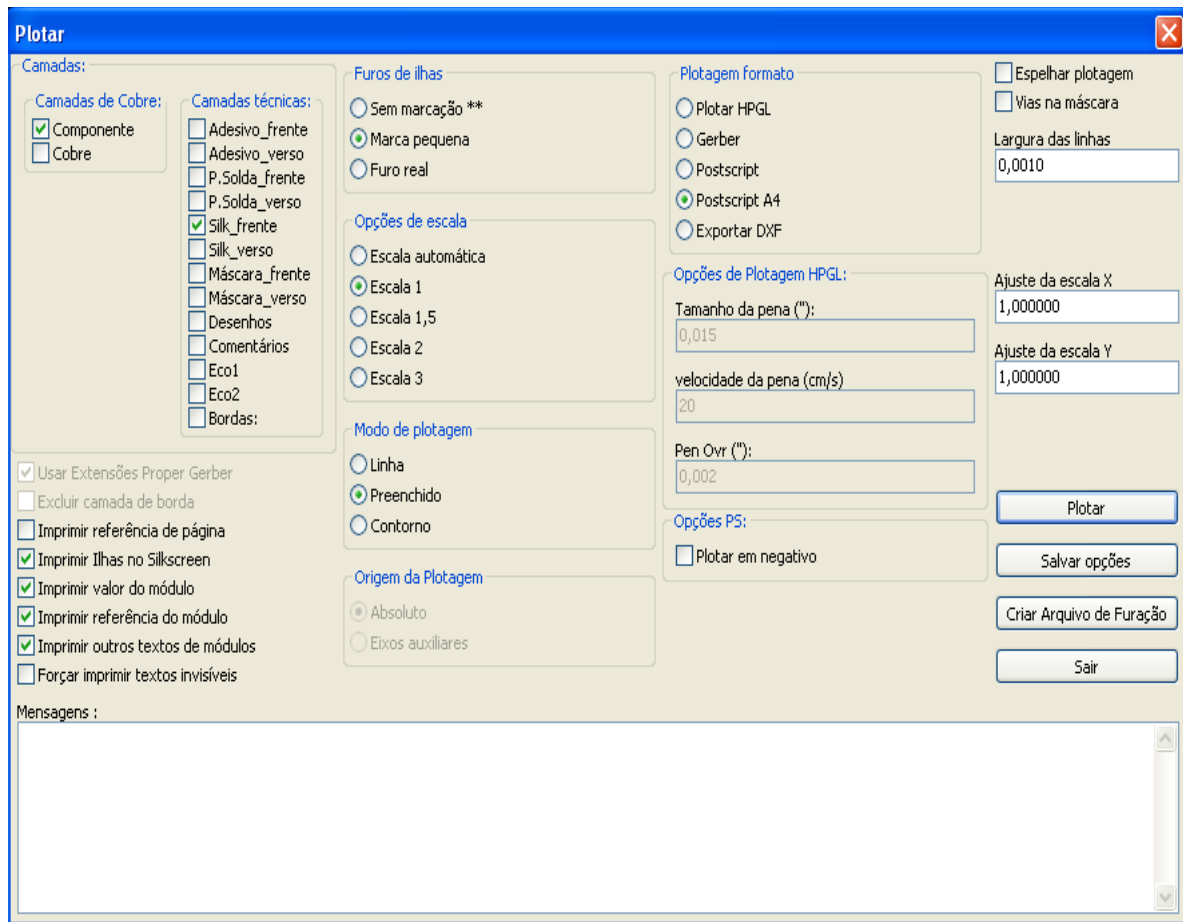 Plotar
Camadas:
Camadas de Cobre:
Componente
Cobre
Camadas técnicas:
Adesivo_frente
Adesivo_verso
P.Solda_frente
P.Solda_verso
Silk_frente
Silk_verso
Máscara_frente
Máscara_verso
Desenhos
Comentários
Eco1
Eco2
Bordas:
Usar Extensões Proper Gerber
Excluir camada de borda
Imprimir referência de página
Imprimir Ilhas no Silkscreen
Imprimir valor do módulo
Imprimir referência do módulo
Imprimir outros textos de módulos
Forçar imprimir textos invisíveis
Furos de ilhas
Sem marcação **
Marca pequena
Furo real
Opções de escala
Escala automática
Escala 1
Escala 1,5
Escala 2
Escala 3
Modo de plotagem
Linha
Preenchido
Contorno
Origem da Plotagem
Absoluto
Eixos auxiliares
Plotagem formato
Plotar HPGL
Gerber
Postscript
Postscript A4
Exportar DXF
Opções de Plotagem HPGL:
Tamanho da pena ("):
0,015
velocidade da pena (cm/s)
20
Pen Ovr ("):
0,002
Opções PS:
Plotar em negativo
Espelhar plotagem
Vias na máscara
Largura das linhas
0,0010
Ajuste da escala X
1,000000
Ajuste da escala Y
1,000000
Plotar
Salvar opções
Criar Arquivo de Furação
Sair
Mensagens :